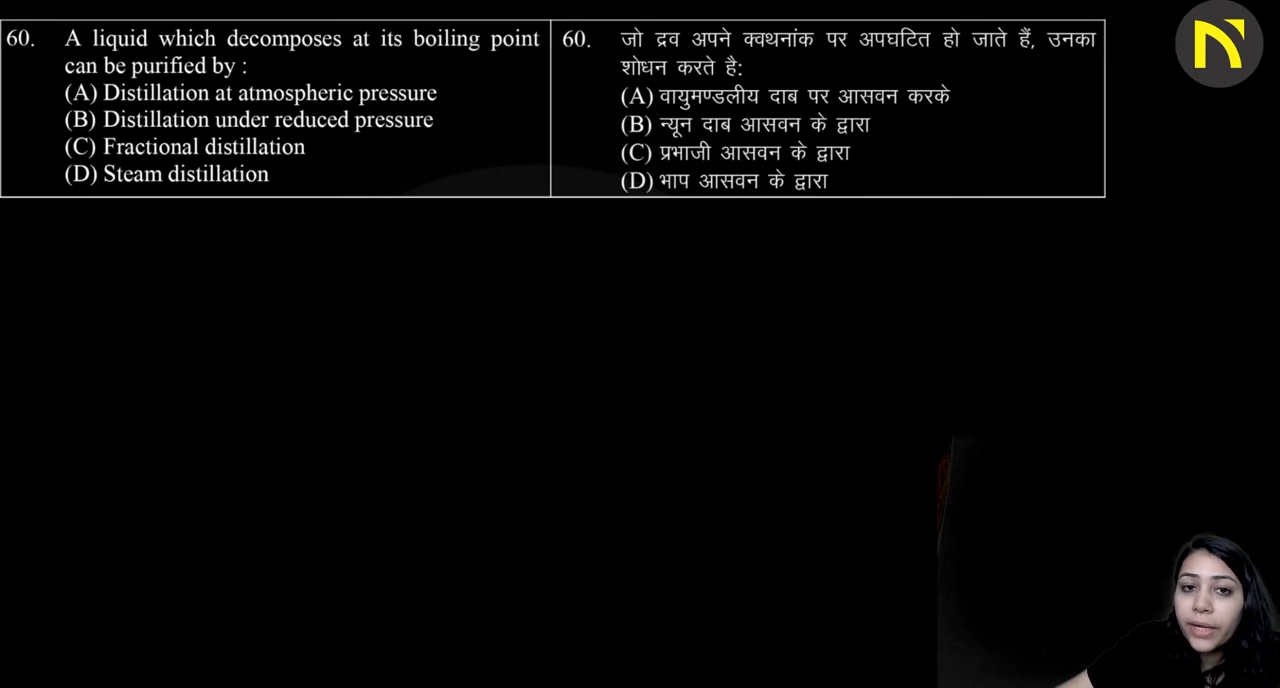 60. A liquid which decomposes at its boiling point
can be purified by :
(A) Distillation at atmospheric pressure
(B) Distillation under reduced pressure
(C) Fractional distillation
(D) Steam distillation
60. जो द्रव अपने क्वथनांक पर अपघटित हो जाते हैं, उनका
शोधन करते है:
(A) वायुमण्डलीय दाब पर आसवन करके
(B) न्यून दाब आसवन के द्वारा
(C) प्रभाजी आसवन के द्वारा
(D) भाप आसवन के द्वारा